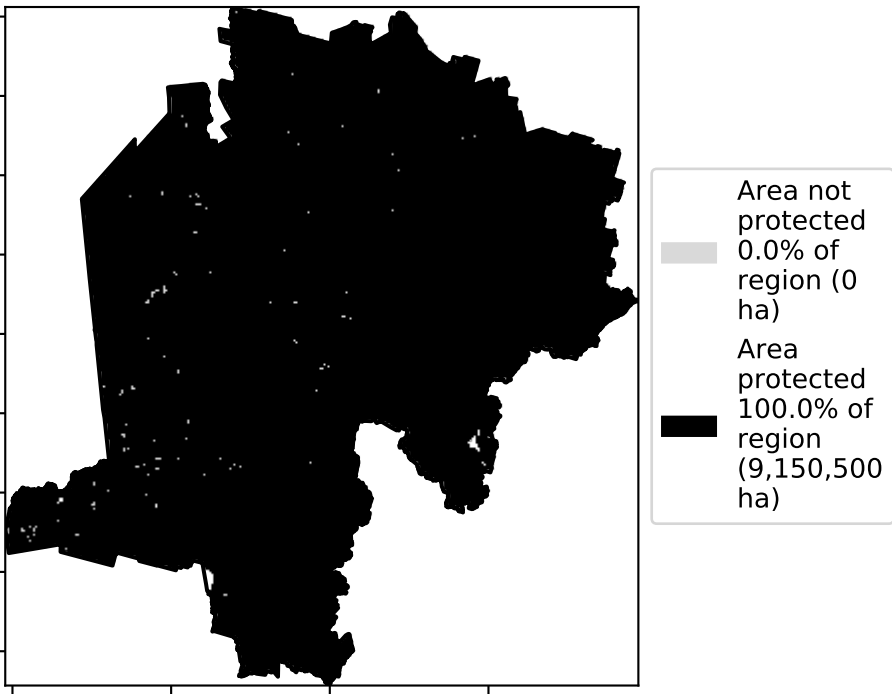 Area not
protected
0.0% of
region (0
ha)
Area
protected
100.0% of
region
(9,150,500
ha)